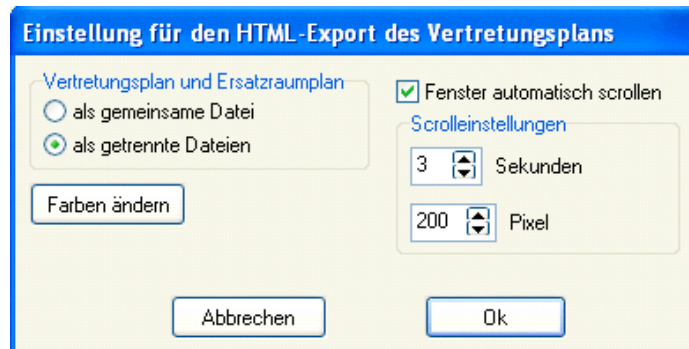 Einstellung für den HTML-Export des Vertretungsplans
Vertretungsplan und Ersatzraumplan
als gemeinsame Datei
als getrennte Dateien
Farben ändern
Fenster automatisch scrollen
Scrolleinstellungen
3 Sekunden
200 Pixel
Abbrechen
Ok